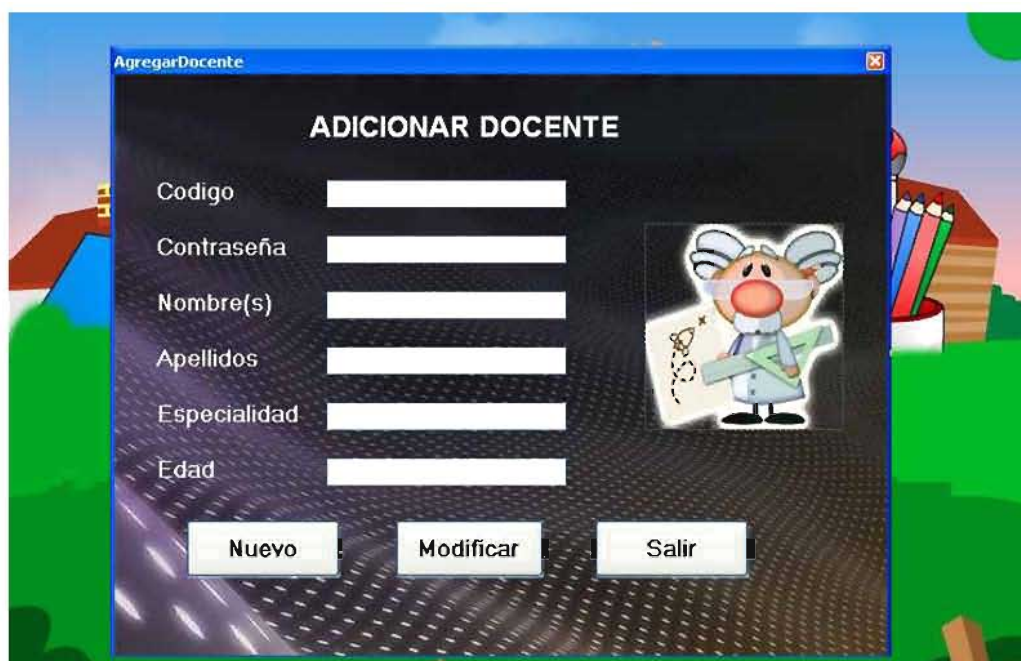 AgregarDocente
ADICIONAR DOCENTE
Codigo
Contraseña
Nombre(s)
Apellidos
Especialidad
Edad
Nuevo Modificar Salir